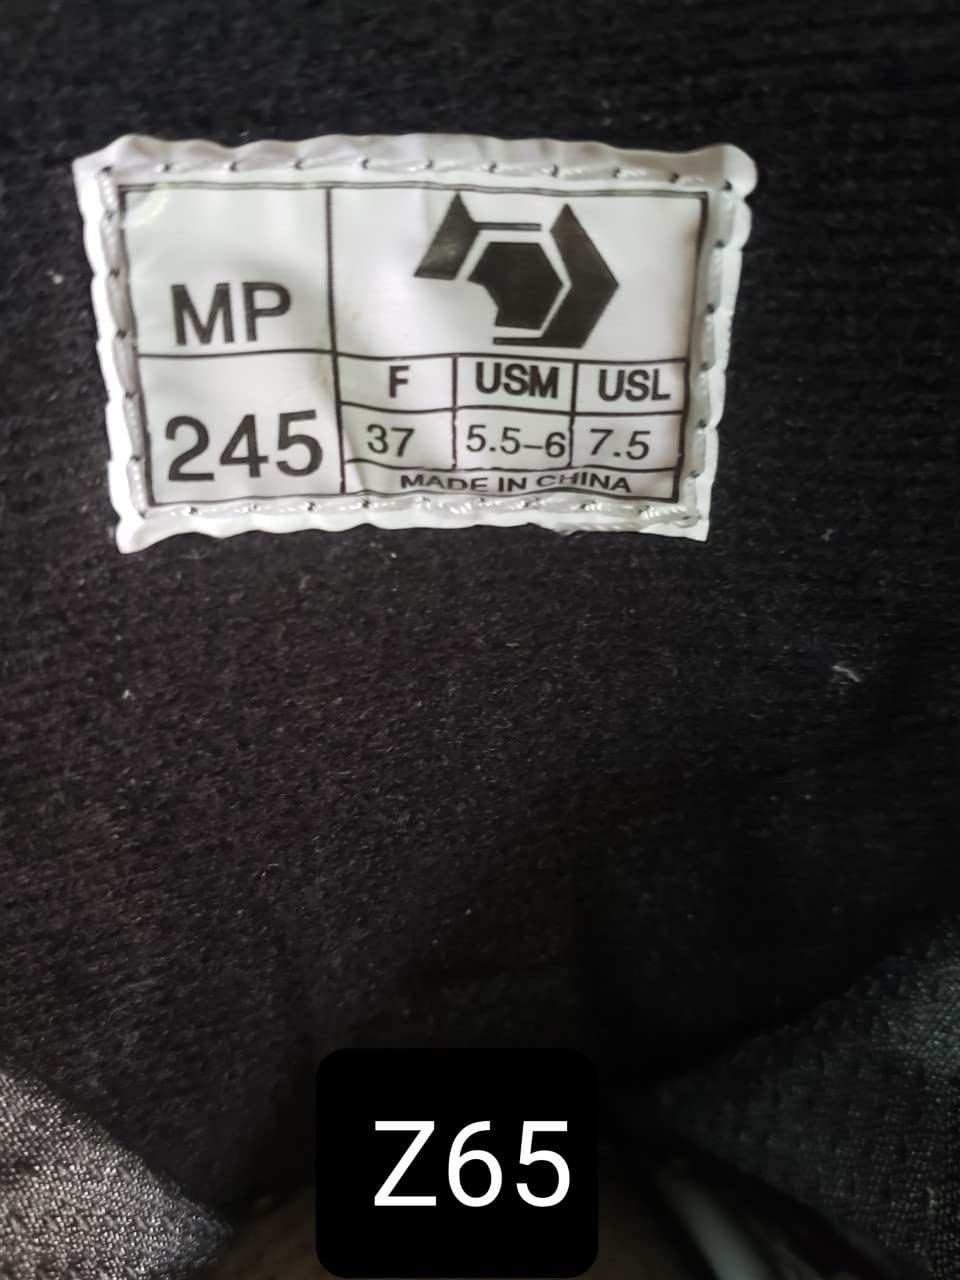 MP
245
F USM USL
37 5.5–6 7.5
MADE IN CHINA
Z65